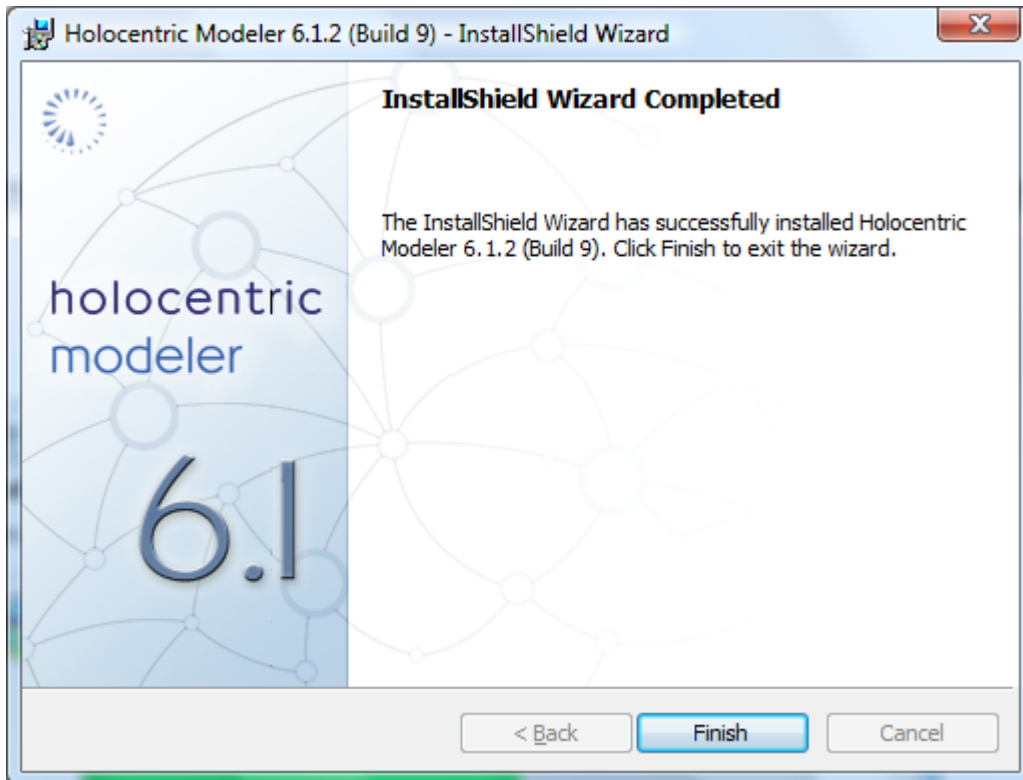 Holocentric Modeler 6.1.2 (Build 9) - InstallShield Wizard
InstallShield Wizard Completed
The InstallShield Wizard has successfully installed Holocentric
Modeler 6.1.2 (Build 9). Click Finish to exit the wizard.
holocentric
modeler
6.1
< Back
Finish
Cancel